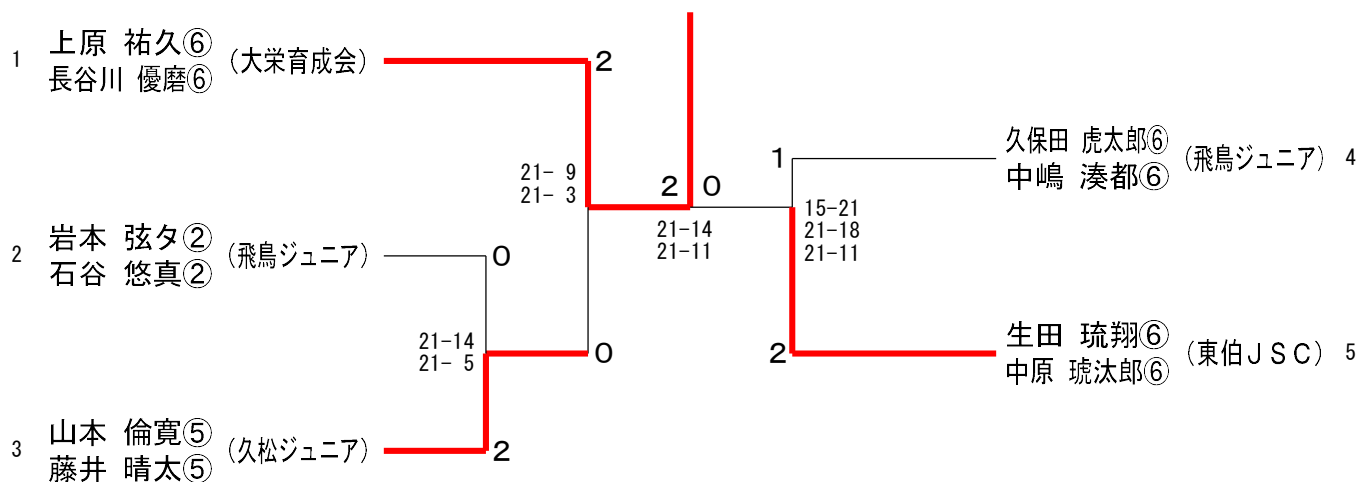 1 上原 祐久⑥ (大栄育成会)
長谷川 優磨⑥
2
久保田 虎太郎⑥ (飛鳥ジュニア) 4
中嶋 湊都⑥
1
21- 9
21- 3
2 0
21-14
21-11
15-21
21-18
21-11
2 岩本 弦タ② (飛鳥ジュニア)
石谷 悠真②
0
21-14
21- 5
0
2
生田 琉翔⑥ (東伯ＪＳＣ) 5
中原 琥汰郎⑥
3 山本 倫寛⑤ (久松ジュニア)
藤井 晴太⑤
2